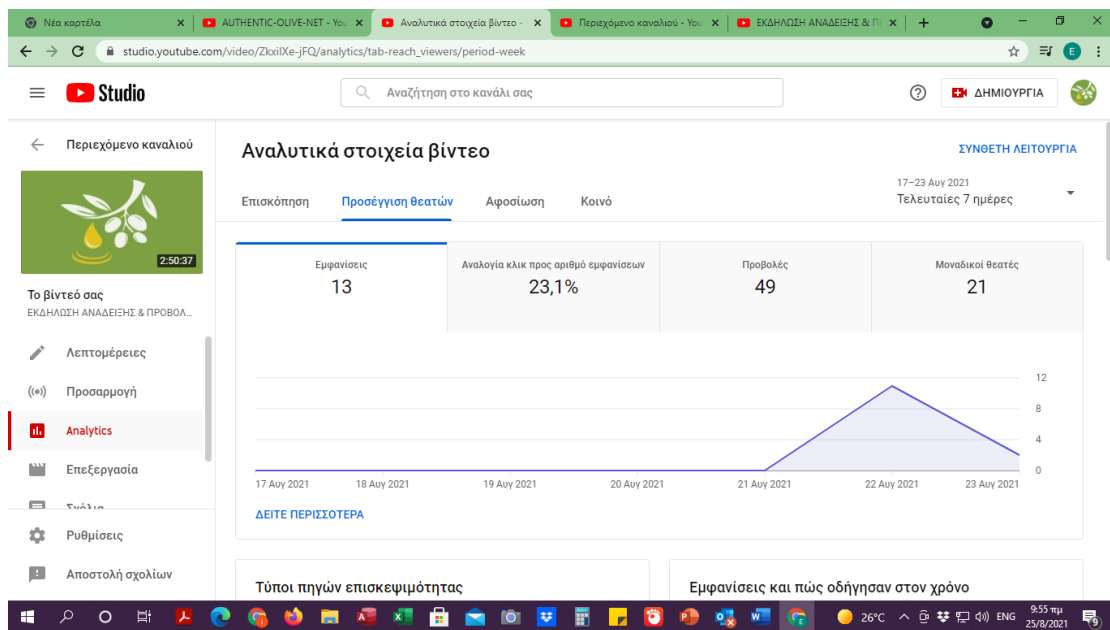 Νέα καρτέλα
AUTHENTIC-OLIVE-NET - You
Αναλυτικά στοιχεία βίντεο -
Περιεχόμενο καναλιού - You
ΕΚΔΗΛΩΣΗ ΑΝΑΔΕΙΞΗΣ & Π
studio.youtube.com/video/ZkxilXe-jFQ/analytics/tab-reach_viewers/period-week
E
Studio
Αναζήτηση στο κανάλι σας
ΔΗΜΙΟΥΡΓΙΑ
Περιεχόμενο καναλιού
2:50:37
Το βίντεό σας
ΕΚΔΗΛΩΣΗ ΑΝΑΔΕΙΞΗΣ & ΠΡΟΒΟΛ...
Λεπτομέρειες
Προσαρμογή
Analytics
Επεξεργασία
Σχόλια
Ρυθμίσεις
Αποστολή σχολίων
Αναλυτικά στοιχεία βίντεο
ΣΥΝΘΕΤΗ ΛΕΙΤΟΥΡΓΙΑ
Επισκόπηση Προσέγγιση θεατών Αφοσίωση Κοινό
17–23 Αυγ 2021
Τελευταίες 7 ημέρες
Εμφανίσεις
13
Αναλογία κλικ προς αριθμό εμφανίσεων
23,1%
Προβολές
49
Μοναδικοί θεατές
21
12
8
4
0
17 Αυγ 2021 18 Αυγ 2021 19 Αυγ 2021 20 Αυγ 2021 21 Αυγ 2021 22 Αυγ 2021 23 Αυγ 2021
ΔΕΙΤΕ ΠΕΡΙΣΣΟΤΕΡΑ
Τύποι πηγών επισκεψιμότητας
Εμφανίσεις και πώς οδήγησαν στον χρόνο
26°C
ENG
9:55 πμ
25/8/2021